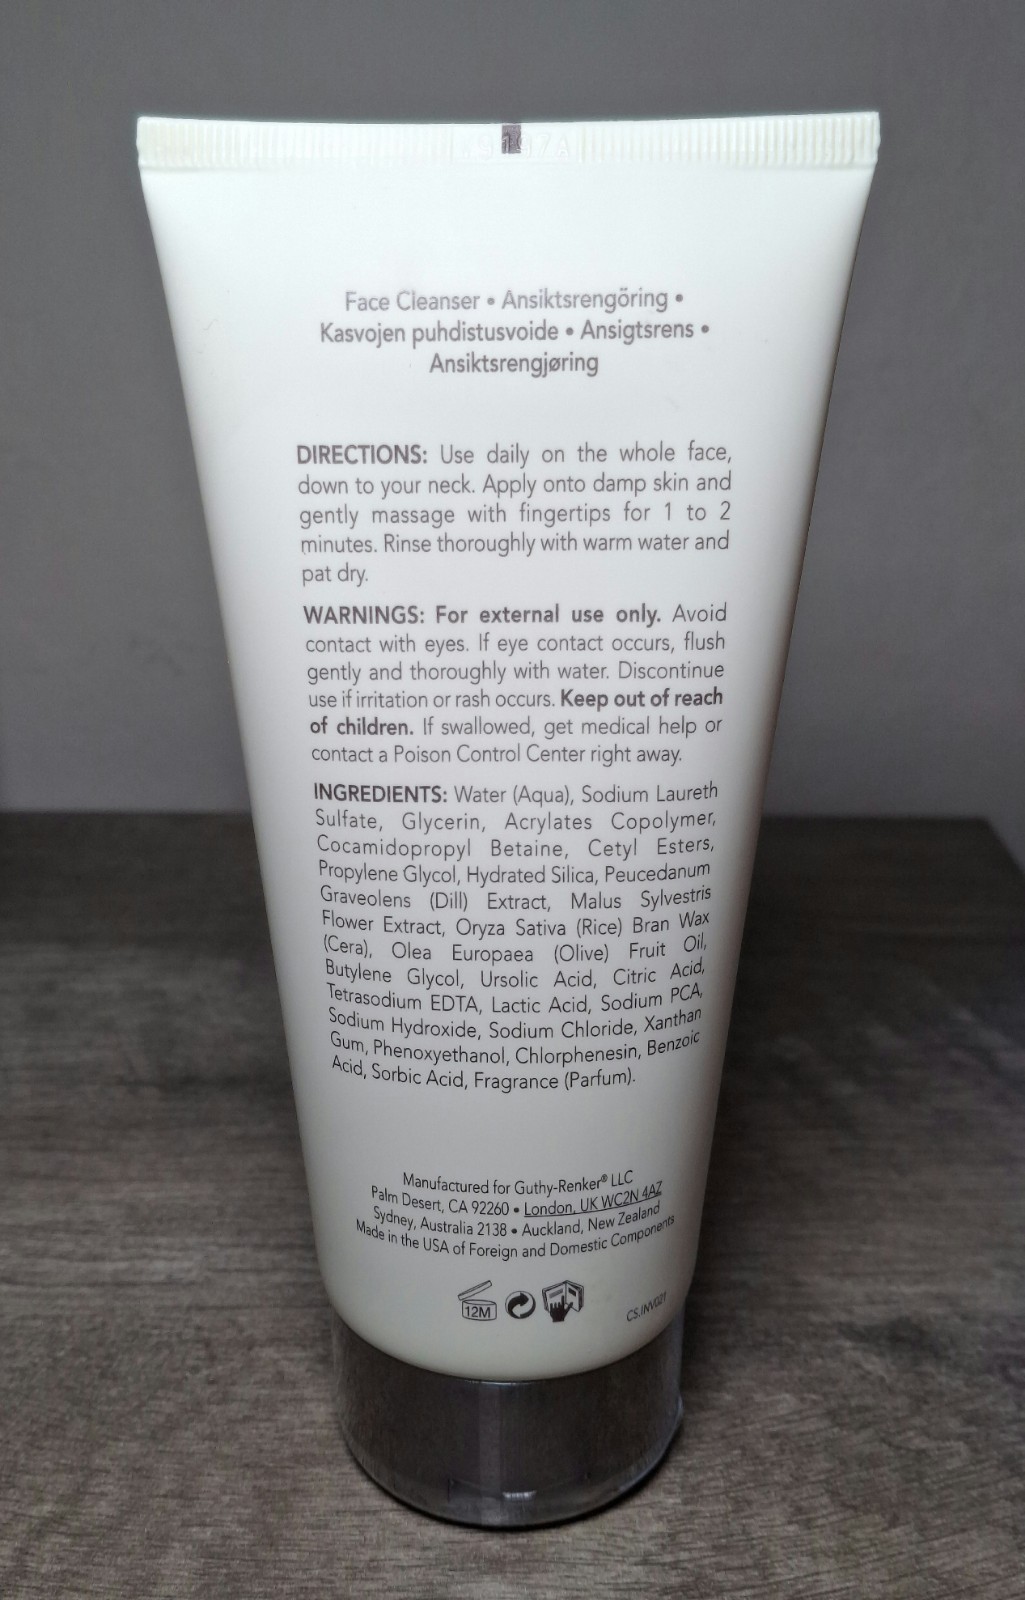 Face Cleanser • Ansiktsrengöring •
Kasvojen puhdistusvoide • Ansigtsrens •
Ansiktsrengjøring
DIRECTIONS: Use daily on the whole face,
down to your neck. Apply onto damp skin and
gently massage with fingertips for 1 to 2
minutes. Rinse thoroughly with warm water and
pat dry.
WARNINGS: For external use only. Avoid
contact with eyes. If eye contact occurs, flush
gently and thoroughly with water. Discontinue
use if irritation or rash occurs. Keep out of reach
of children. If swallowed, get medical help or
contact a Poison Control Center right away.
INGREDIENTS: Water (Aqua), Sodium Laureth
Sulfate, Glycerin, Acrylates Copolymer,
Cocamidopropyl Betaine, Cetyl Esters,
Propylene Glycol, Hydrated Silica, Peucedanum
Graveolens (Dill) Extract, Malus Sylvestris
Flower Extract, Oryza Sativa (Rice) Bran Wax
(Cera), Olea Europaea (Olive) Fruit Oil,
Butylene Glycol, Ursolic Acid, Citric Acid,
Tetrasodium EDTA, Lactic Acid, Sodium PCA,
Sodium Hydroxide, Sodium Chloride, Xanthan
Gum, Phenoxyethanol, Chlorphenesin, Benzoic
Acid, Sorbic Acid, Fragrance (Parfum).
Manufactured for Guthy-Renker® LLC
Palm Desert, CA 92260 • London, UK WC2N 4AZ
Sydney, Australia 2138 • Auckland, New Zealand
Made in the USA of Foreign and Domestic Components
12M
CS.INV021